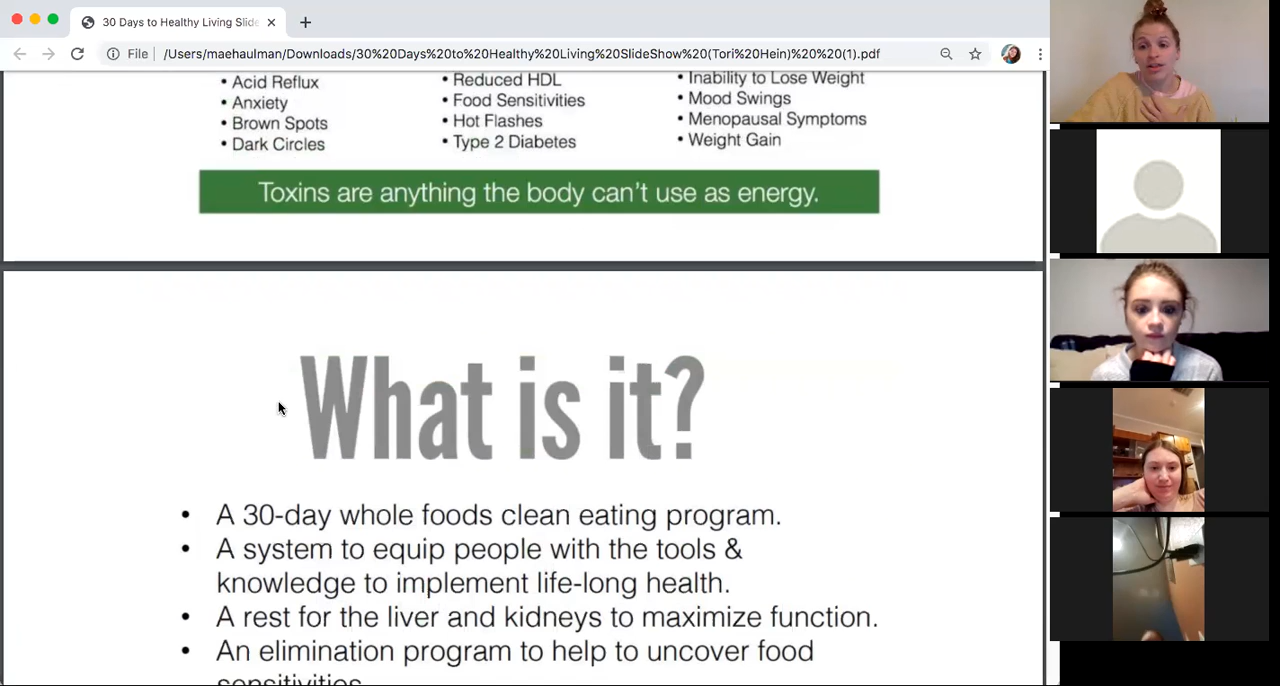 30 Days to Healthy Living Slide
File
/Users/maehaulman/Downloads/30%20Days%20to%20Healthy%20Living%20SlideShow%20(Tori%20Hein)%20%20(1).pdf
• Acid Reflux
• Anxiety
• Brown Spots
• Dark Circles
• Reduced HDL
• Food Sensitivities
• Hot Flashes
• Type 2 Diabetes
• Inability to Lose Weight
• Mood Swings
• Menopausal Symptoms
• Weight Gain
Toxins are anything the body can’t use as energy.
What is it?
• A 30-day whole foods clean eating program.
• A system to equip people with the tools &
knowledge to implement life-long health.
• A rest for the liver and kidneys to maximize function.
• An elimination program to help to uncover food
sensitivities